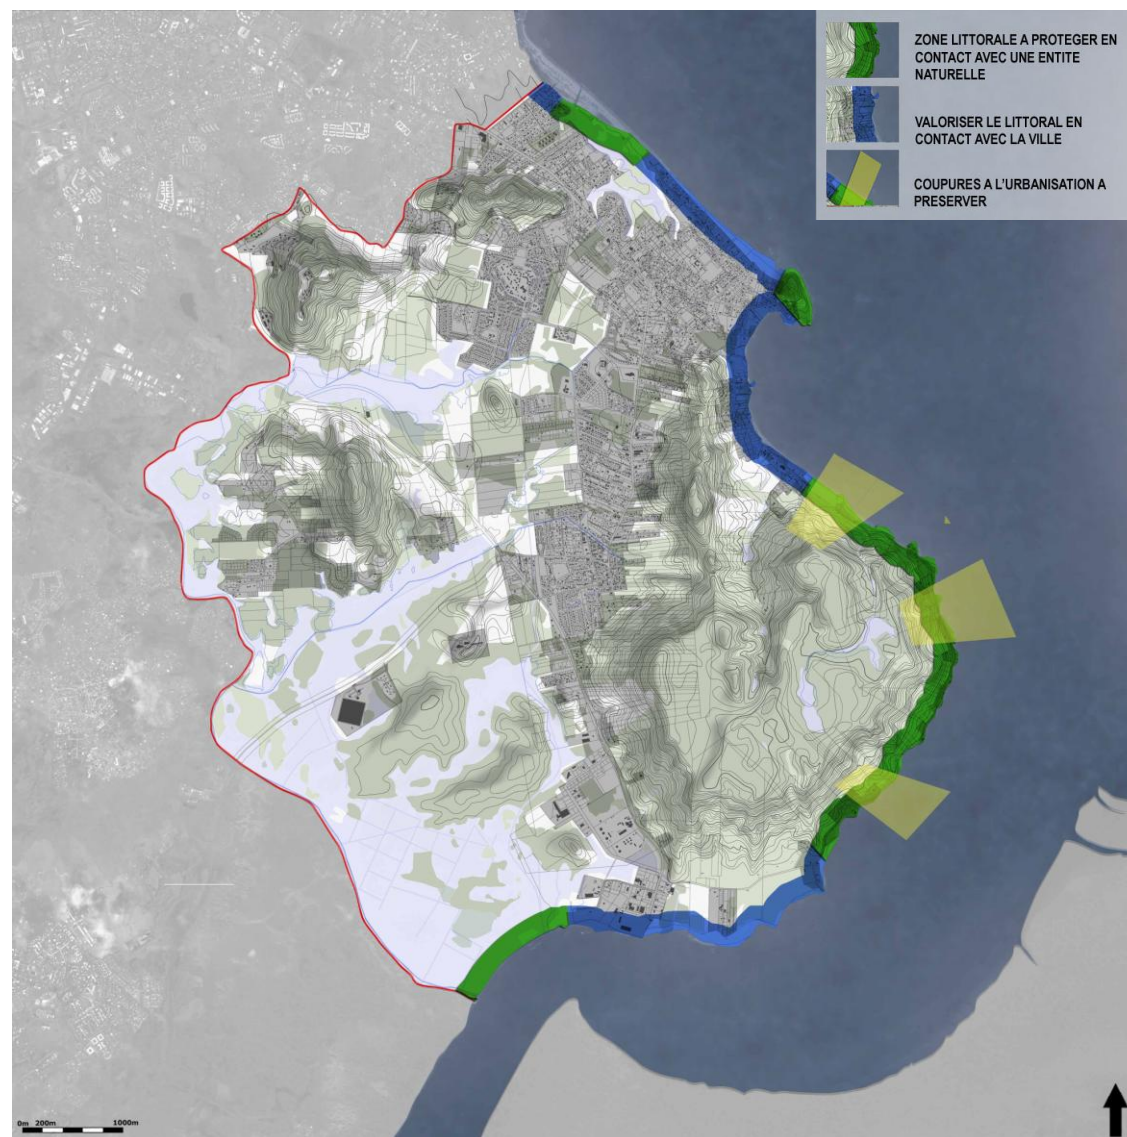 ZONE LITTORALE A PROTEGER EN
CONTACT AVEC UNE ENTITE
NATURELLE
VALORISER LE LITTORAL EN
CONTACT AVEC LA VILLE
COUPURES A L'URBANISATION A
PRESERVER
0m 200m 1000m